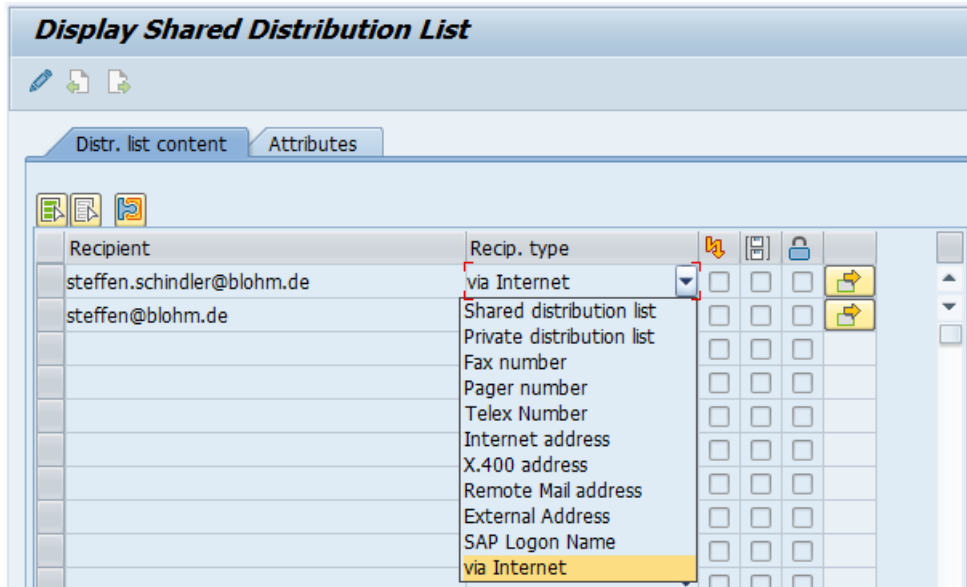 Display Shared Distribution List
Distr. list content Attributes
Recipient Recip. type
steffen.schindler@blohm.de via Internet
steffen@blohm.de
Shared distribution list
Private distribution list
Fax number
Pager number
Telex Number
Internet address
X.400 address
Remote Mail address
External Address
SAP Logon Name
via Internet